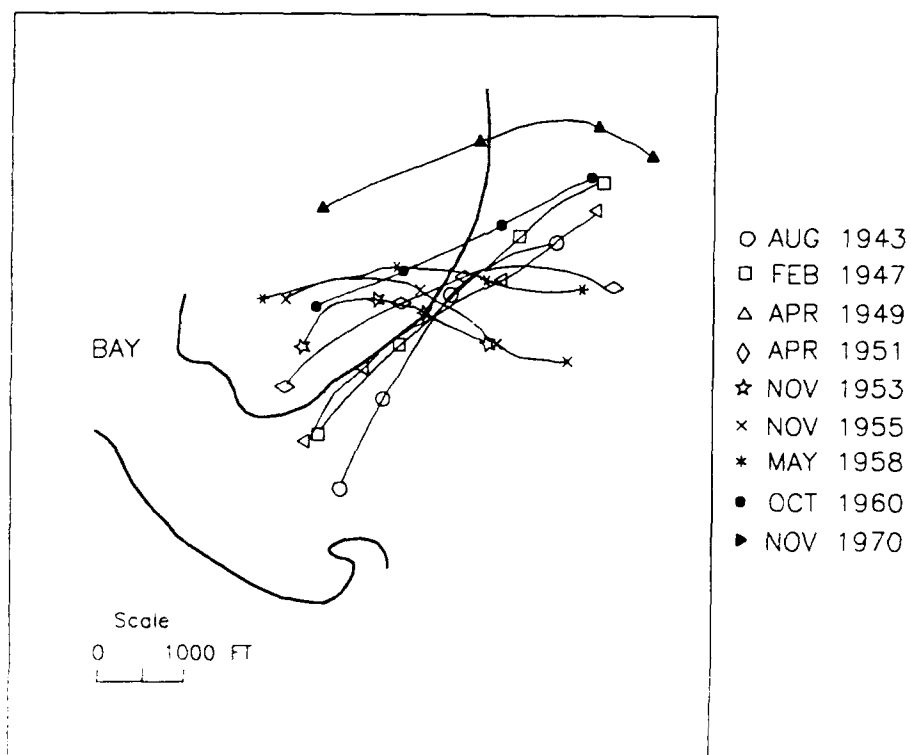 BAY
Scale
0 1000 FT
AUG 1943
FEB 1947
APR 1949
APR 1951
NOV 1953
NOV 1955
MAY 1958
OCT 1960
NOV 1970